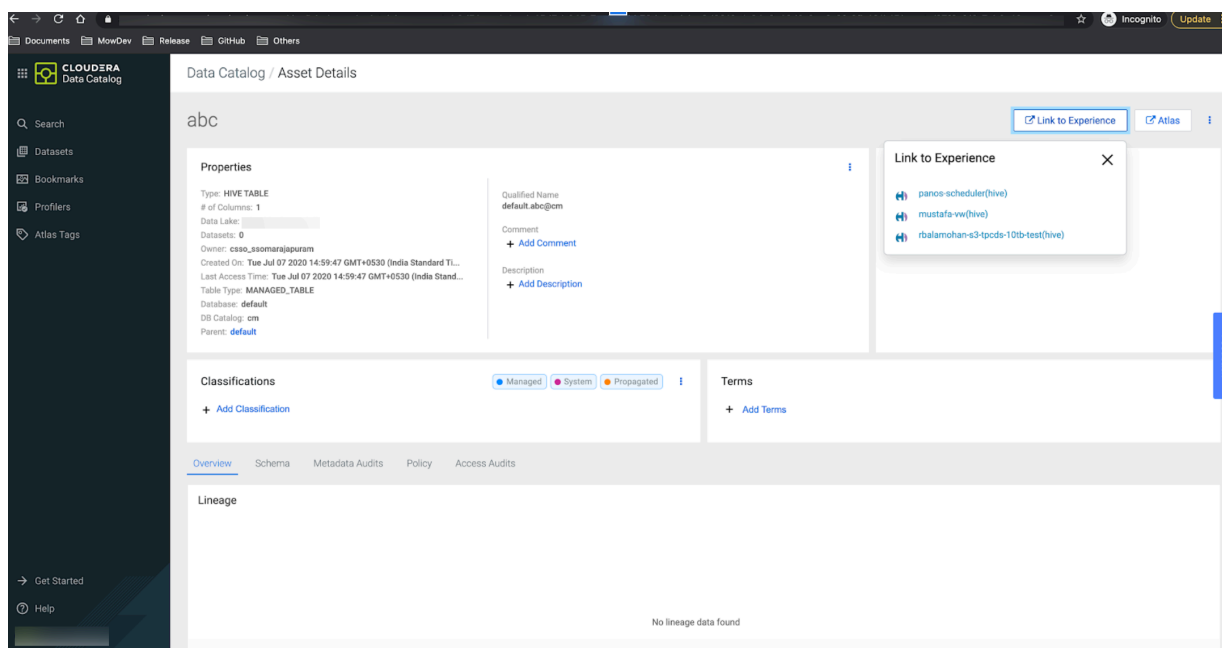 Incognito
Update
Documents
MowDev
Release
GitHub
Others
CLOUDERA
Data Catalog
Data Catalog / Asset Details
Search
Datasets
Bookmarks
Profilers
Atlas Tags
Get Started
Help
abc
Link to Experience
Atlas
Properties
Type: HIVE TABLE
# of Columns: 1
Data Lake:
Datasets: 0
Owner: csso_ssomarajapuram
Created On: Tue Jul 07 2020 14:59:47 GMT+0530 (India Standard Ti...
Last Access Time: Tue Jul 07 2020 14:59:47 GMT+0530 (India Stand...
Table Type: MANAGED_TABLE
Database: default
DB Catalog: cm
Parent: default
Qualified Name
default.abc@cm
Comment
+ Add Comment
Description
+ Add Description
Link to Experience
panos-scheduler(hive)
mustafa-vw(hive)
rbalamohan-s3-tpcds-10tb-test(hive)
Classifications
Managed
System
Propagated
+ Add Classification
Terms
+ Add Terms
Overview
Schema
Metadata Audits
Policy
Access Audits
Lineage
No lineage data found